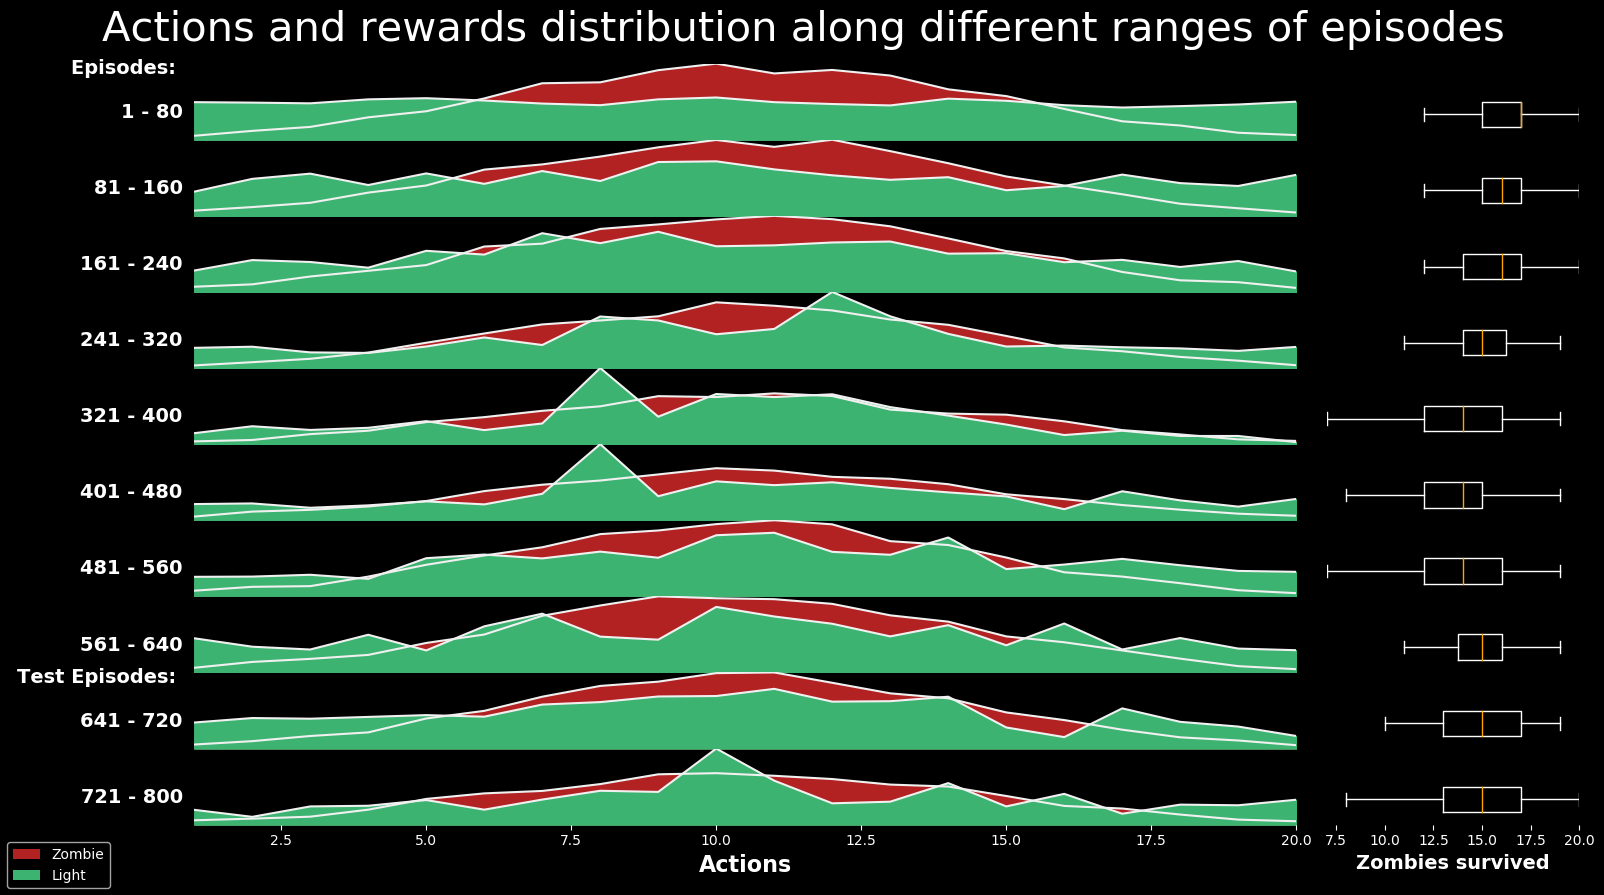 Actions and rewards distribution along different ranges of episodes
Episodes:
1 - 80
81 - 160
161 - 240
241 - 320
321 - 400
401 - 480
481 - 560
561 - 640
Test Episodes:
641 - 720
721 - 800
2.5 5.0 7.5 10.0 12.5 15.0 17.5 20.0
7.5 10.0 12.5 15.0 17.5 20.0
Actions
Zombies survived
Zombie
Light